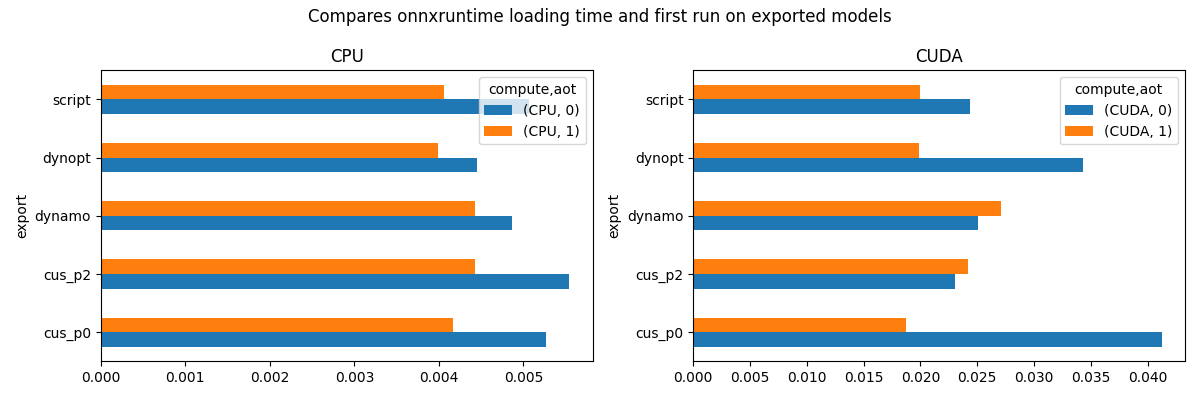 Compares onnxruntime loading time and first run on exported models
CPU
export
script
dynopt
dynamo
cus_p2
cus_p0
compute,aot
(CPU, 0)
(CPU, 1)
0.000 0.001 0.002 0.003 0.004 0.005
CUDA
export
script
dynopt
dynamo
cus_p2
cus_p0
compute,aot
(CUDA, 0)
(CUDA, 1)
0.000 0.005 0.010 0.015 0.020 0.025 0.030 0.035 0.040